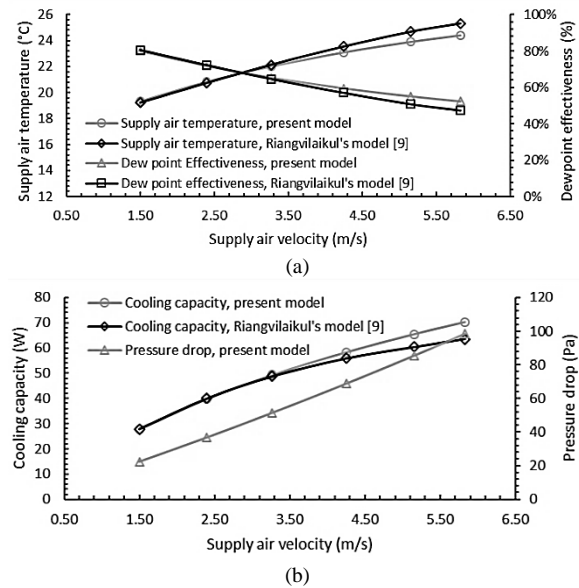 26
24
22
20
18
16
14
12
Supply air temperature (°C)
100%
80%
60%
40%
20%
0%
Dewpoint effectiveness (%)
Supply air temperature, present model
Supply air temperature, Riangvilaikul's model [9]
Dew point Effectiveness, present model
Dew point effectiveness, Riangvilaikul's model [9]
0.50 1.50 2.50 3.50 4.50 5.50 6.50
Supply air velocity (m/s)
(a)
80
70
60
50
40
30
20
10
0
Cooling capacity (W)
120
100
80
60
40
20
0
Pressure drop (Pa)
Cooling capacity, present model
Cooling capacity, Riangvilaikul's model [9]
Pressure drop, present model
0.50 1.50 2.50 3.50 4.50 5.50 6.50
Supply air velocity (m/s)
(b)